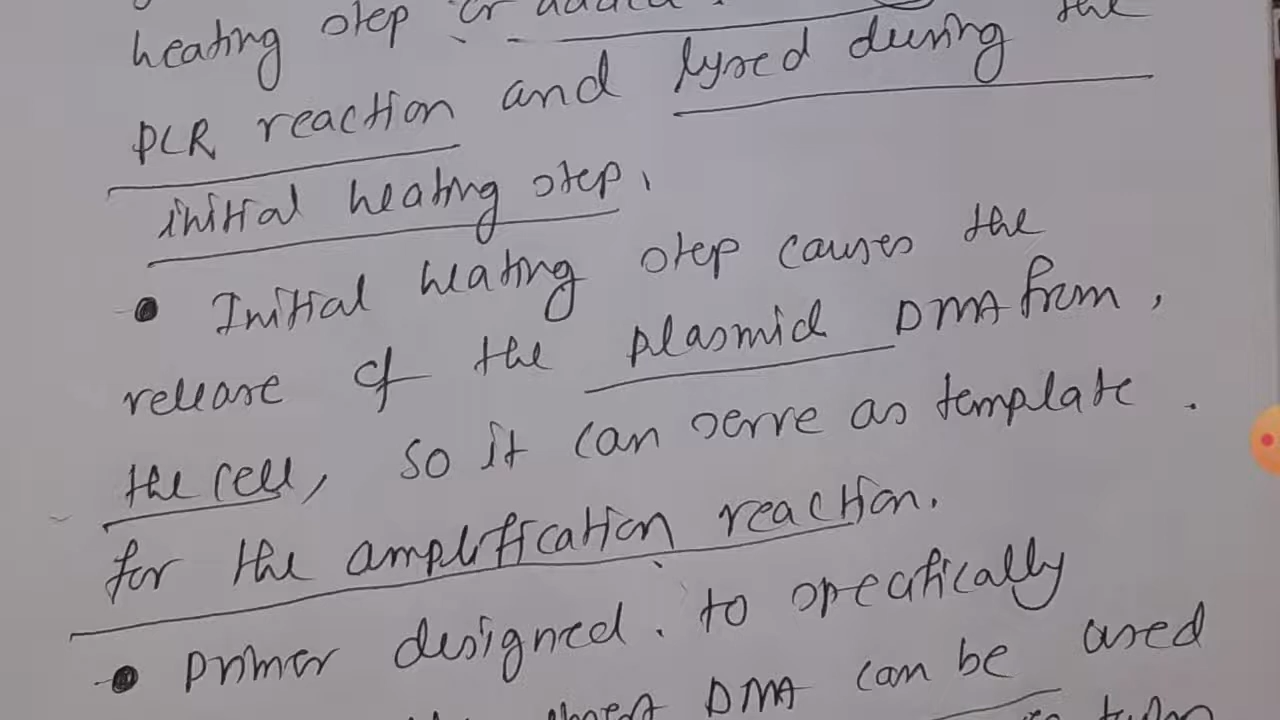 heating step or added
PCR reaction and lysed during the
initial heating step.
• Initial heating step causes the
release of the plasmid DNA from,
the cell, so it can serve as template.
for the amplification reaction.
• primer designed. to specifically
DNA can be used